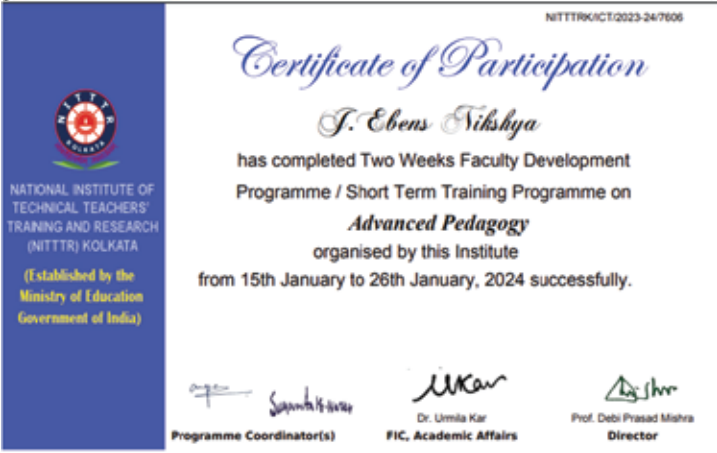 NITTTRK/ICT/2023-24/7606
Certificate of Participation
J. Ebens Nikshya
has completed Two Weeks Faculty Development
Programme / Short Term Training Programme on
Advanced Pedagogy
organised by this Institute
from 15th January to 26th January, 2024 successfully.
NITTTR
KOLKATA
NATIONAL INSTITUTE OF
TECHNICAL TEACHERS'
TRAINING AND RESEARCH
(NITTTR) KOLKATA
(Established by the
Ministry of Education
Government of India)
Programme Coordinator(s)
Dr. Urmila Kar
FIC, Academic Affairs
Prof. Debi Prasad Mishra
Director